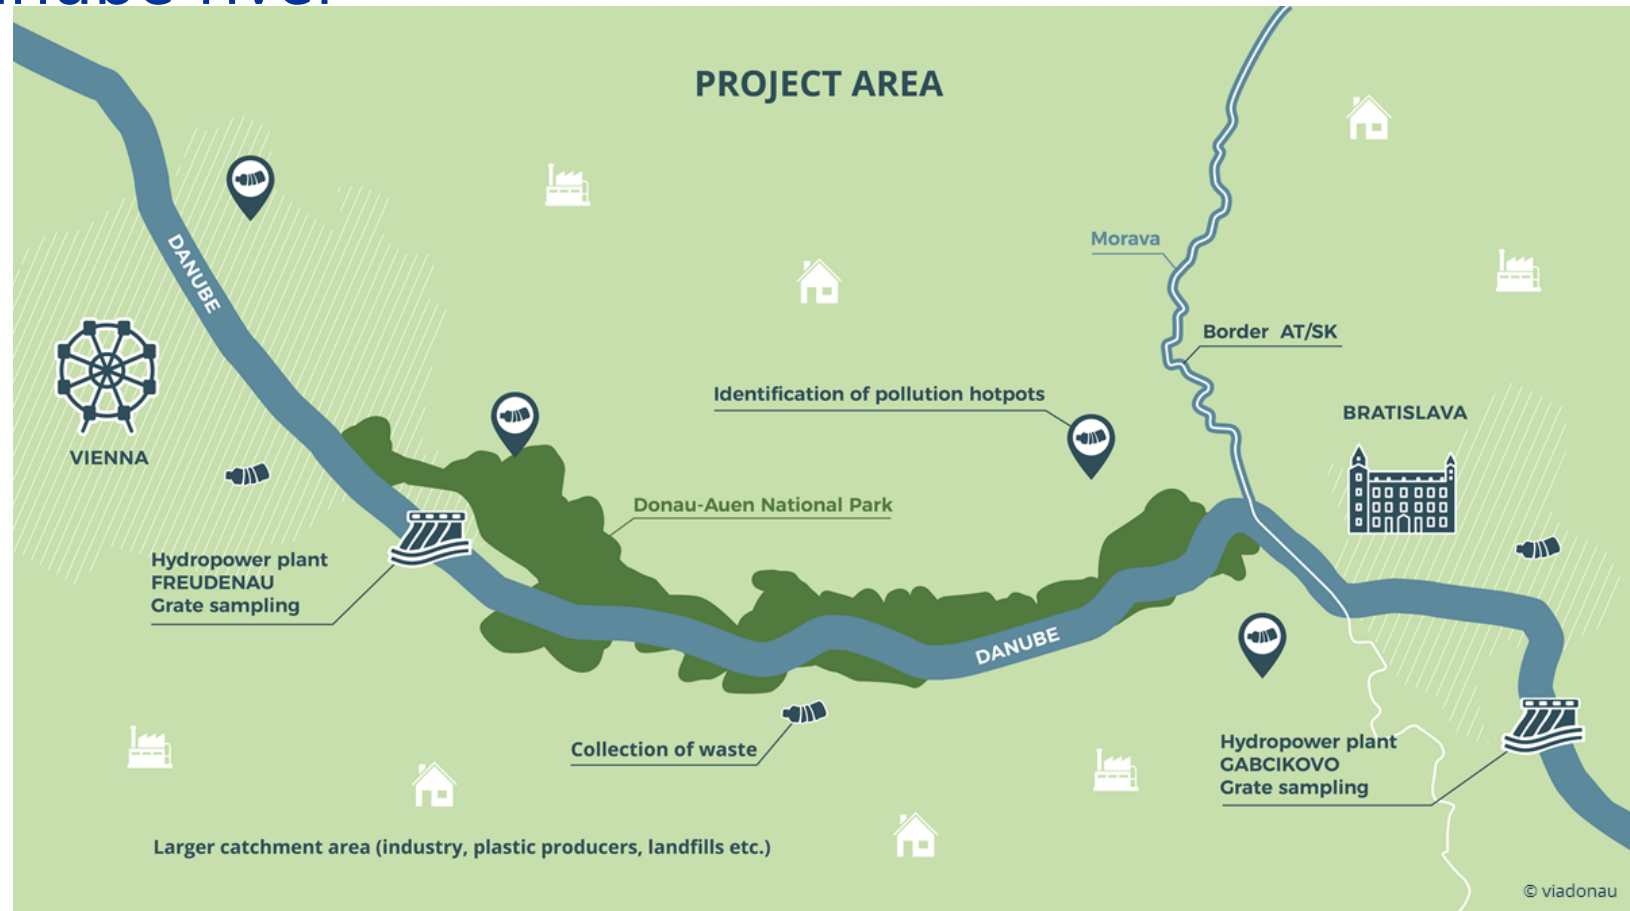 PROJECT AREA
DANUBE
Morava
Border AT/SK
Identification of pollution hotpots
BRATISLAVA
VIENNA
Donau-Auen National Park
Hydropower plant
FREUDENAU
Grate sampling
DANUBE
Collection of waste
Hydropower plant
GABCIKOVO
Grate sampling
Larger catchment area (industry, plastic producers, landfills etc.)
© viadonau